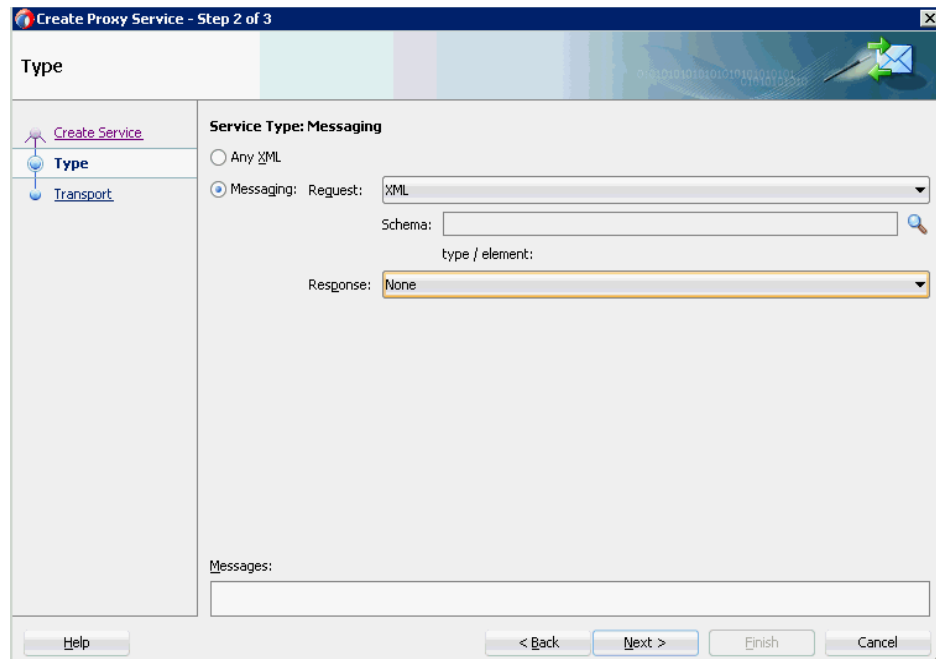 Create Proxy Service - Step 2 of 3
Type
Create Service
Type
Transport
Service Type: Messaging
Any XML
Messaging: Request: XML
Schema:
type / element:
Response: None
Messages:
Help
< Back
Next >
Finish
Cancel